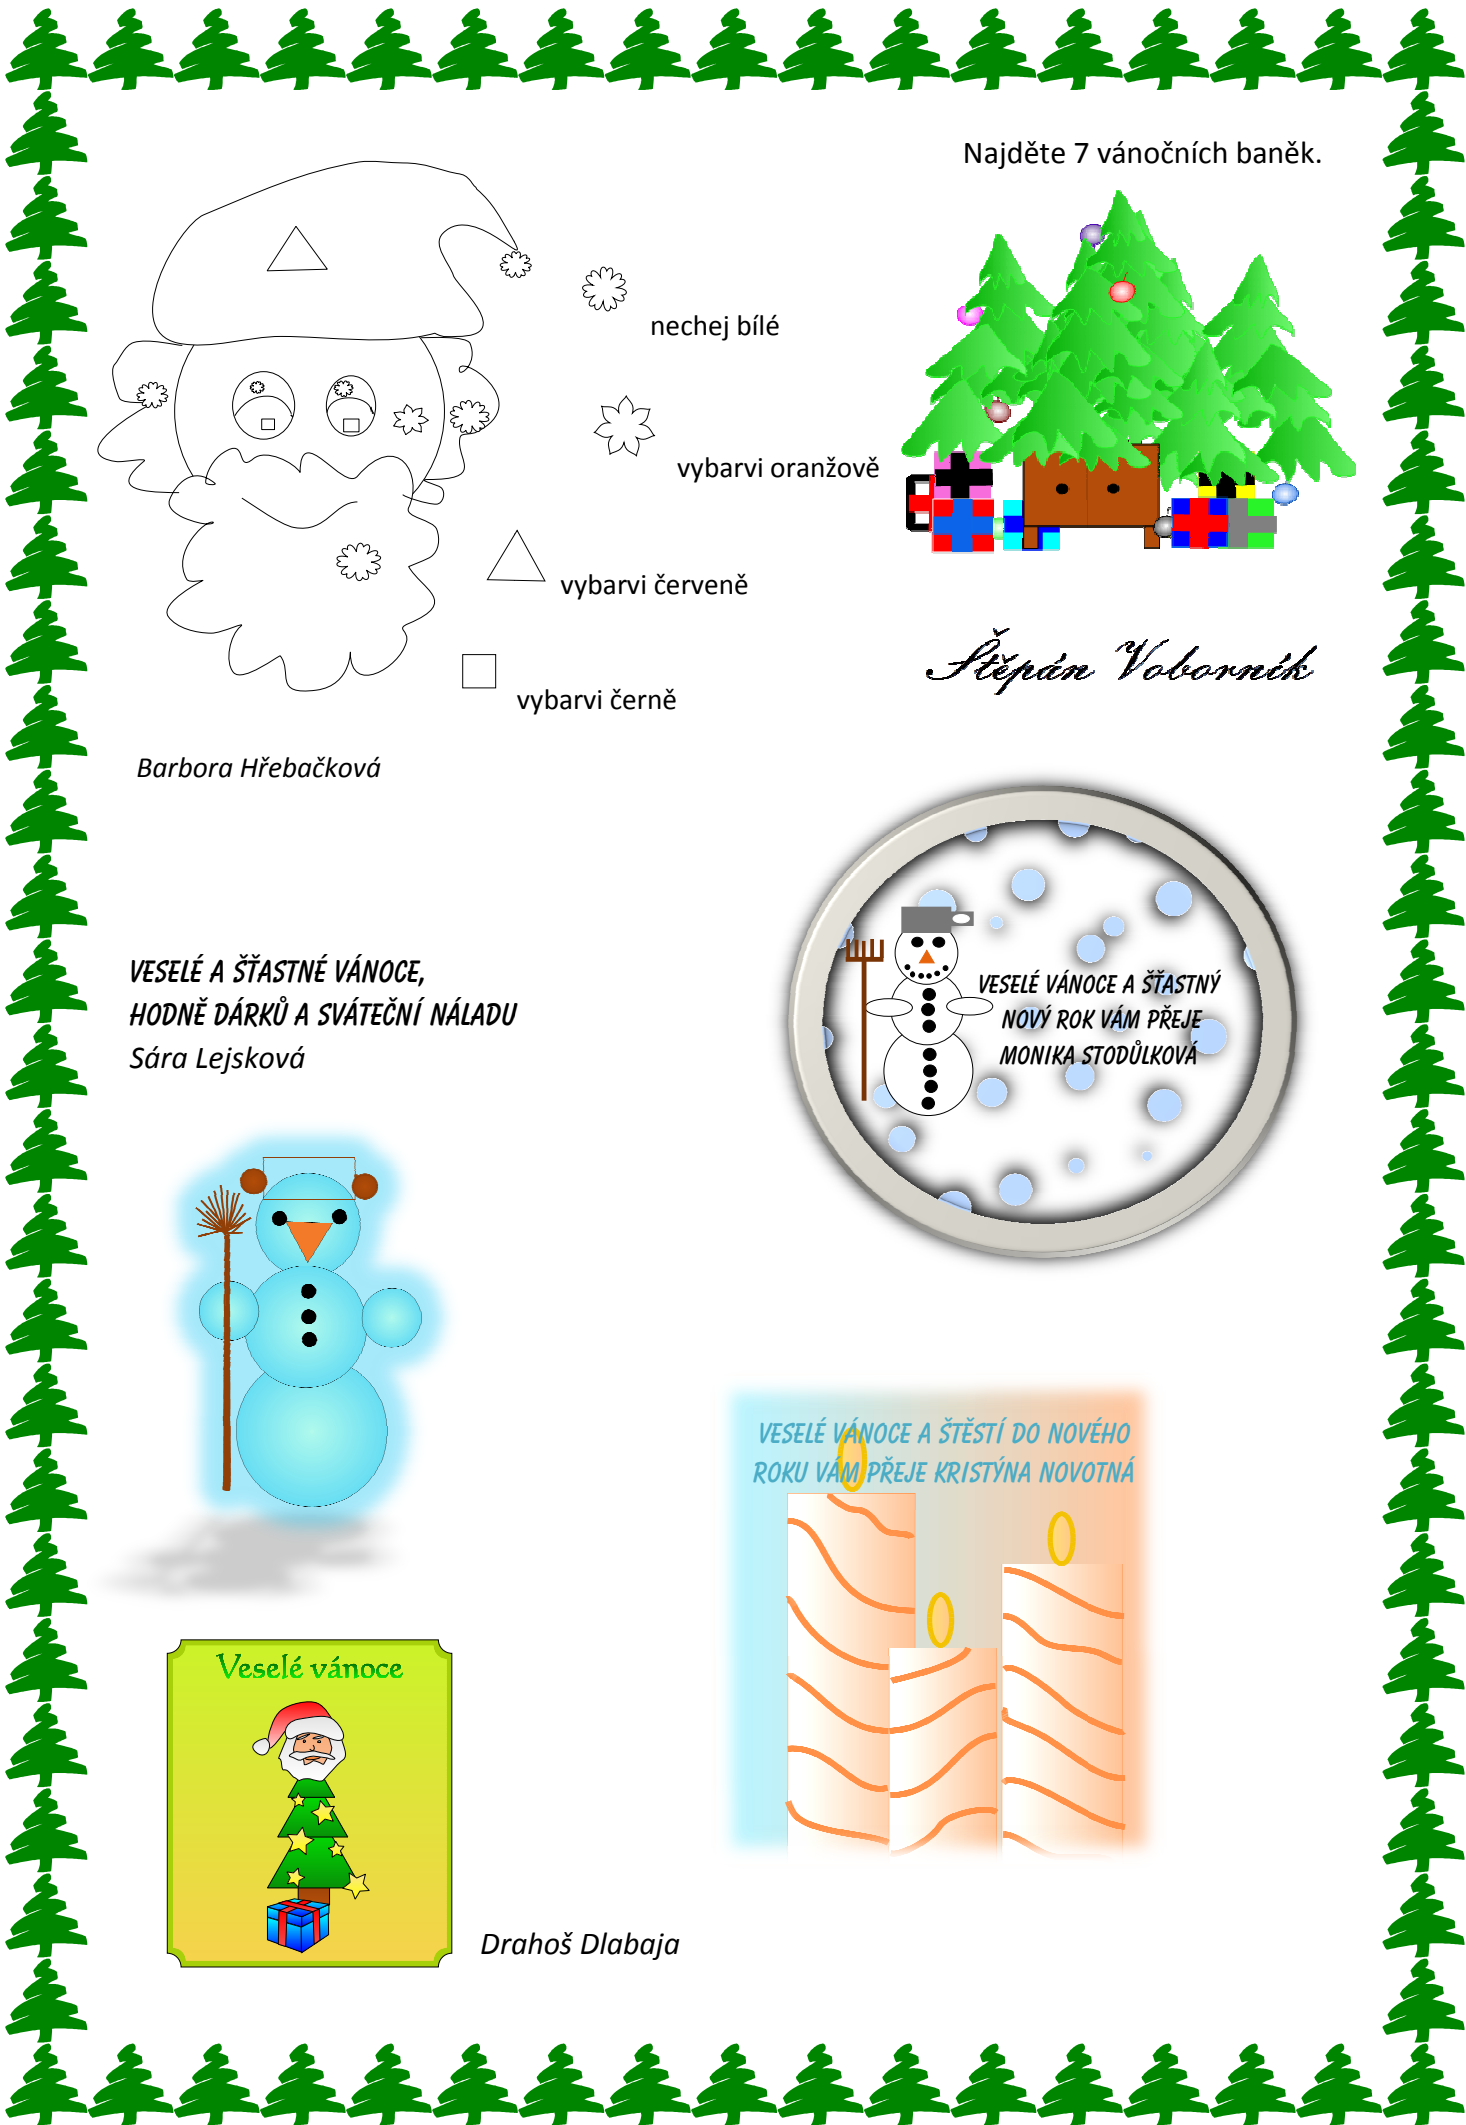 Najděte 7 vánočních baněk.
nechej bílé
vybarvi oranžově
vybarvi červeně
vybarvi černě
Štěpán Voborník
Barbora Hřebačková
VESELÉ A ŠŤASTNÉ VÁNOCE,
HODNĚ DÁRKŮ A SVÁTEČNÍ NÁLADU
Sára Lejsková
VESELÉ VÁNOCE A ŠŤASTNÝ
NOVÝ ROK VÁM PŘEJE
MONIKA STODŮLKOVÁ
VESELÉ VÁNOCE A ŠTĚSTÍ DO NOVÉHO
ROKU VÁM PŘEJE KRISTÝNA NOVOTNÁ
Veselé vánoce
Drahoš Dlabaja